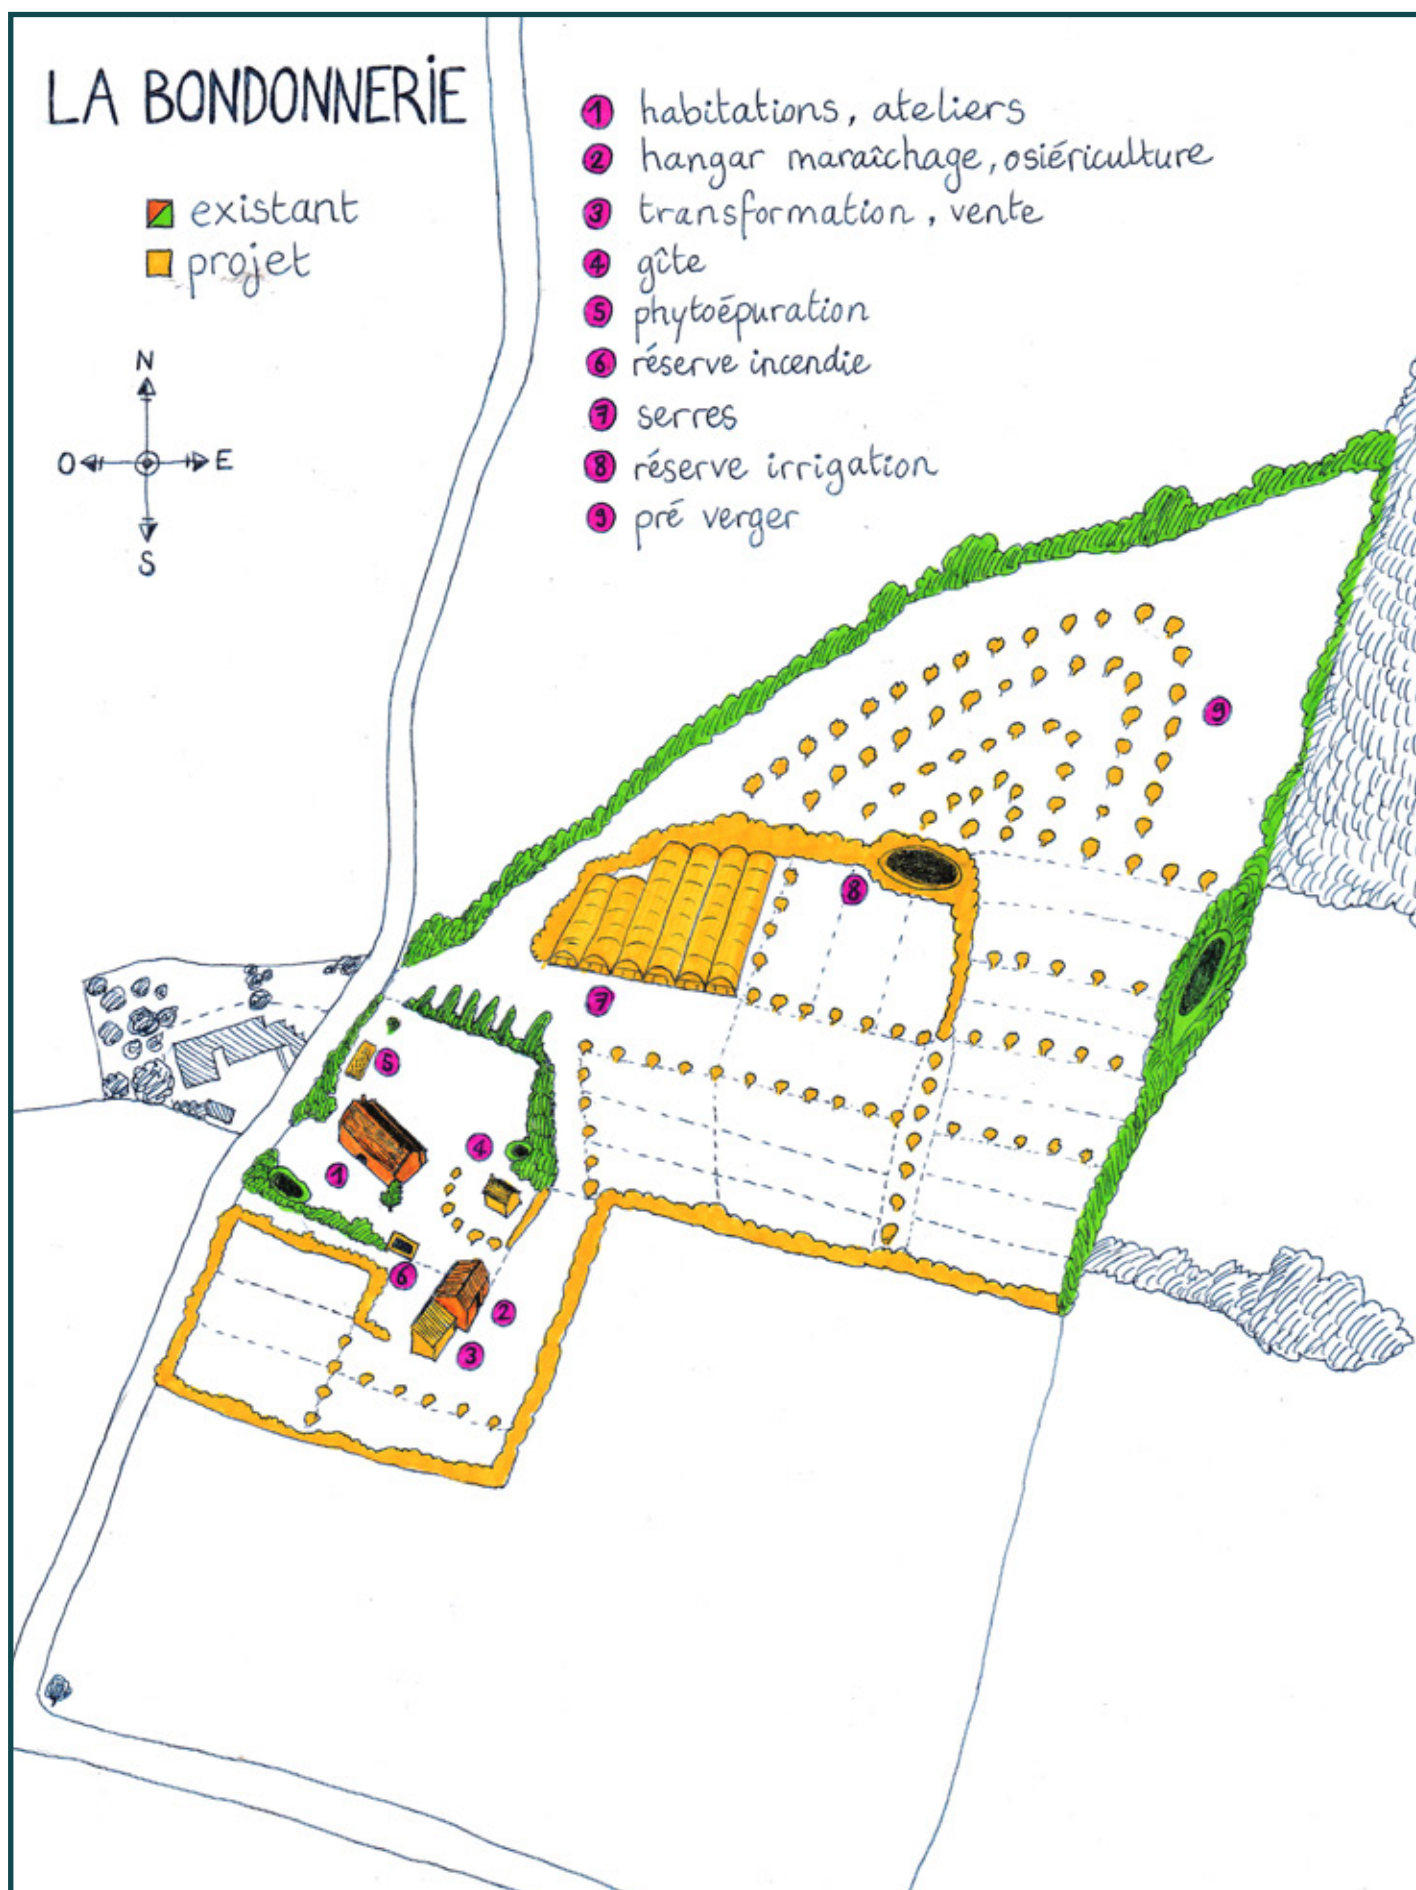 LA BONDONNERiE
existant
projet
N
O E
S
1 habitations, ateliers
2 hangar maraîchage, osiériculture
3 transformation, vente
4 gîte
5 phytoépuration
6 réserve incendie
7 serres
8 réserve irrigation
9 pré verger
9
8
7
5
4
1
6
2
3